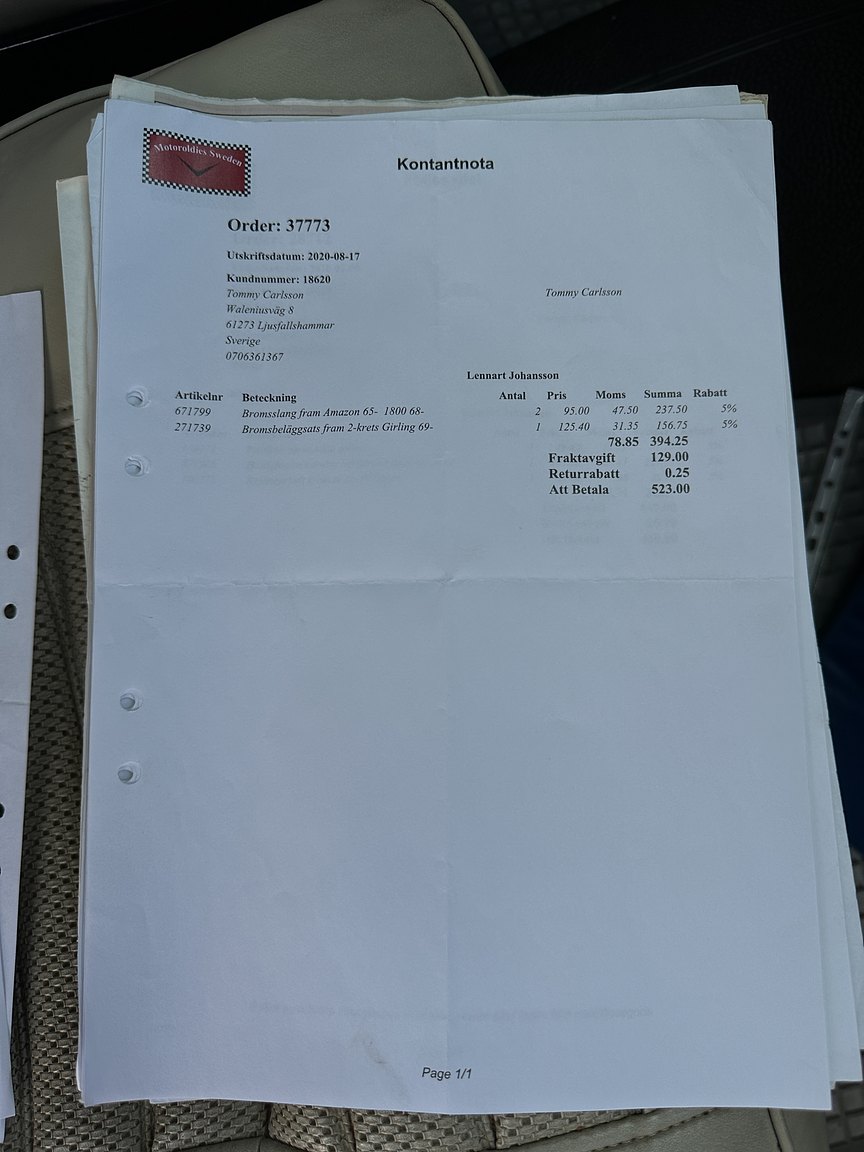 Motoroldies Sweden
Kontantnota
Order: 37773
Utskriftsdatum: 2020-08-17
Kundnummer: 18620
Tommy Carlsson Tommy Carlsson
Waleniusväg 8
61273 Ljusfallshammar
Sverige
0706361367
Lennart Johansson
Artikelnr Beteckning Antal Pris Moms Summa Rabatt
671799 Bromsslang fram Amazon 65- 1800 68- 2 95.00 47.50 237.50 5%
271739 Bromsbeläggsats fram 2-krets Girling 69- 1 125.40 31.35 156.75 5%
78.85 394.25
Fraktavgift 129.00
Returrabatt 0.25
Att Betala 523.00
Page 1/1